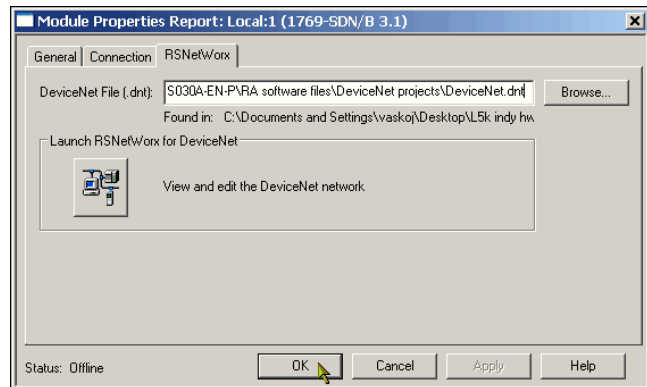 Module Properties Report: Local:1 (1769-SDN/B 3.1)
General Connection RSNetWorx
DeviceNet File (.dnt): S030A-EN-P\RA software files\DeviceNet projects\DeviceNet.dnt Browse...
Found in: C:\Documents and Settings\vaskoj\Desktop\L5k indy hw
Launch RSNetWorx for DeviceNet
View and edit the DeviceNet network
Status: Offline OK Cancel Apply Help